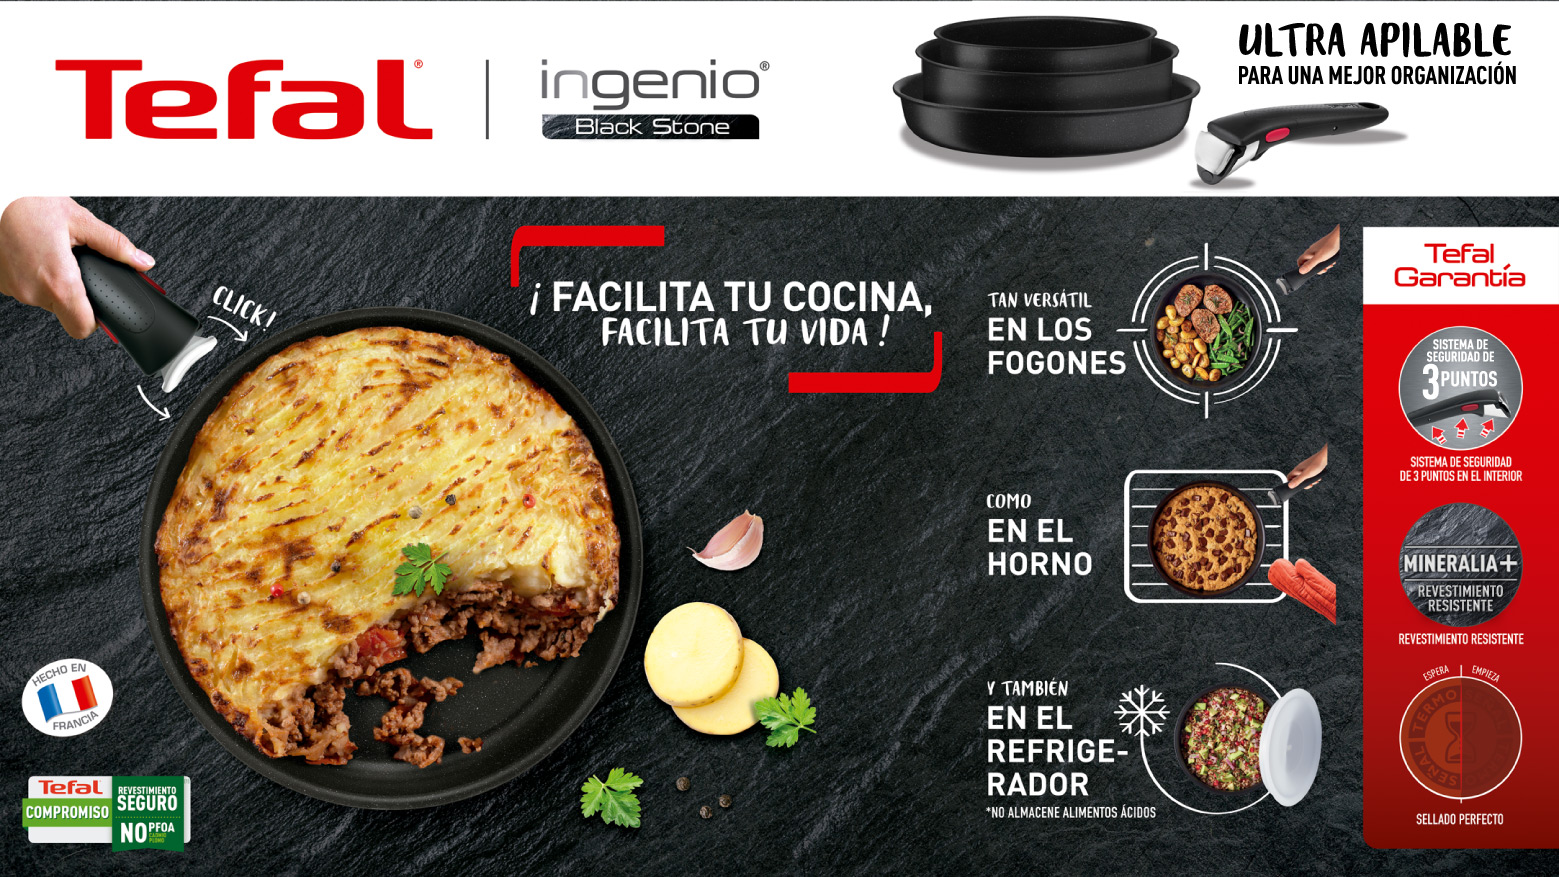 Tefal®
ingenio®
Black Stone
ULTRA APILABLE
PARA UNA MEJOR ORGANIZACIÓN
CLICK!
¡ FACILITA TU COCINA,
FACILITA TU VIDA !
TAN VERSÁTIL
EN LOS
FOGONES
COMO
EN EL
HORNO
Y TAMBIÉN
EN EL
REFRIGE-
RADOR
*NO ALMACENE ALIMENTOS ÁCIDOS
Tefal
Garantía
SISTEMA DE
SEGURIDAD DE
3 PUNTOS
SISTEMA DE SEGURIDAD
DE 3 PUNTOS EN EL INTERIOR
MINERALIA+
REVESTIMIENTO
RESISTENTE
REVESTIMIENTO RESISTENTE
ESPERA
EMPIEZA
TERMO
SEÑAL
SELLADO PERFECTO
HECHO EN
FRANCIA
Tefal
COMPROMISO
REVESTIMIENTO
SEGURO
NO PFOA
CADMIO
PLOMO